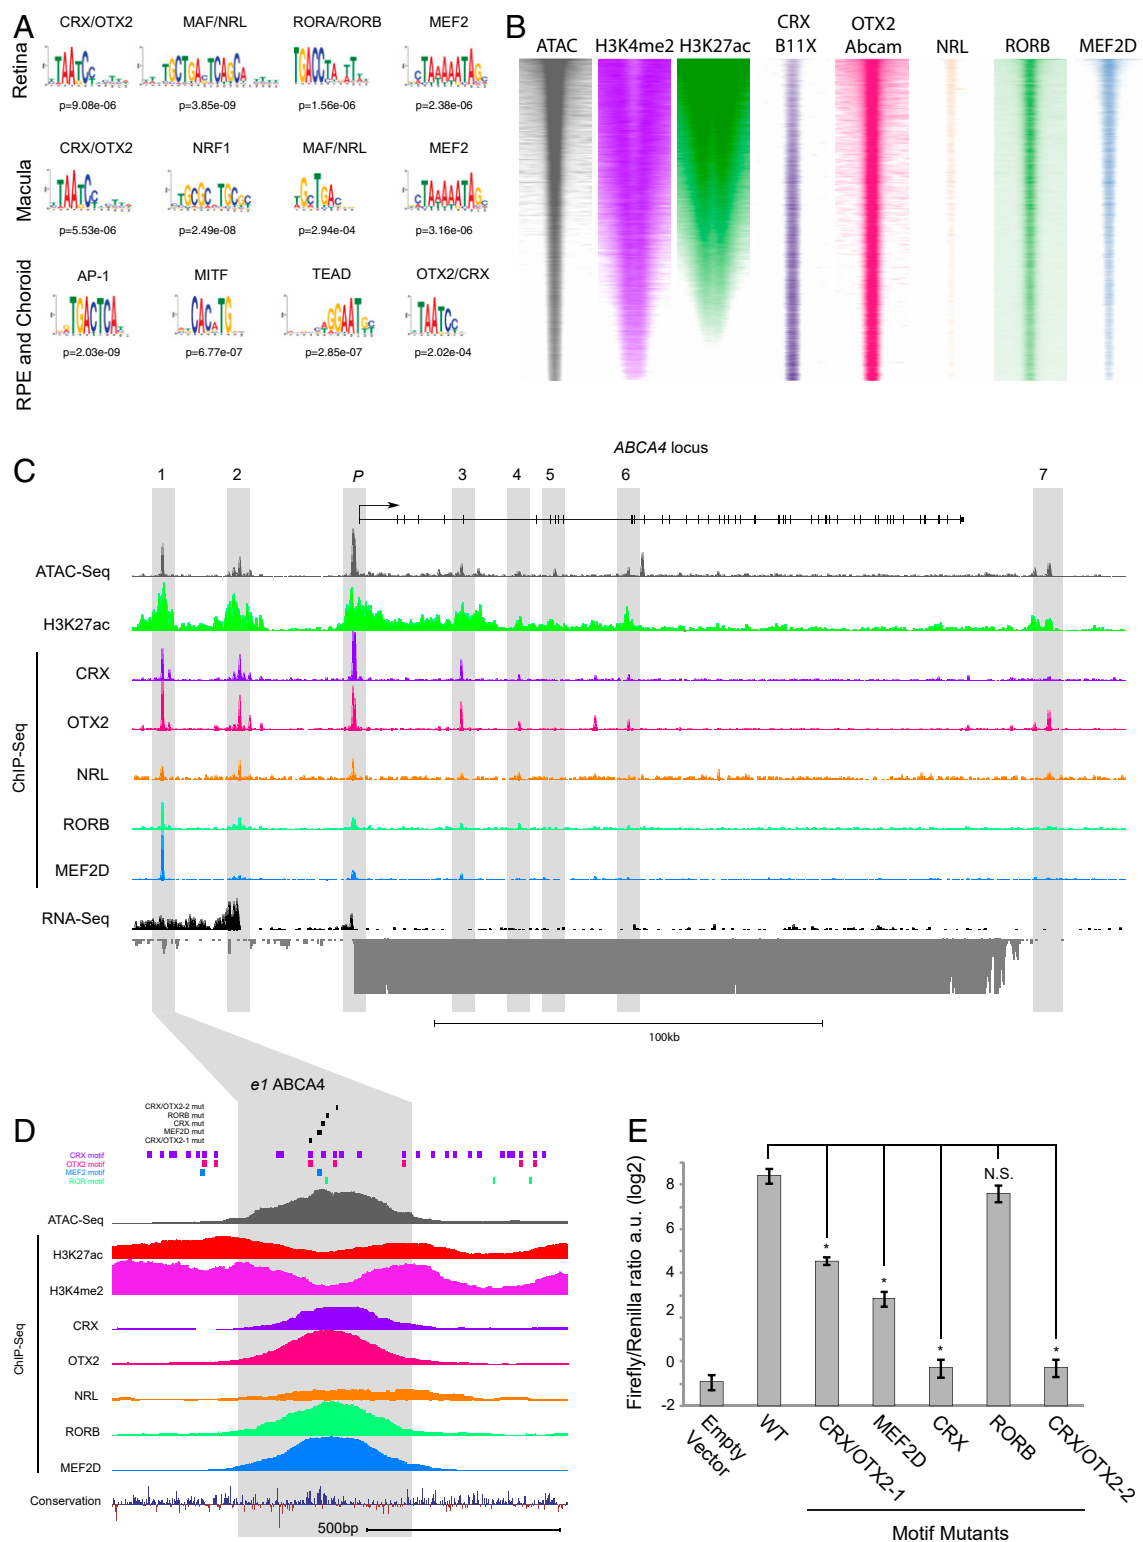 A
CRX/OTX2 MAF/NRL RORA/RORB MEF2
Retina
p=9.08e-06 p=3.85e-09 p=1.56e-06 p=2.38e-06
CRX/OTX2 NRF1 MAF/NRL MEF2
Macula
p=5.53e-06 p=2.49e-08 p=2.94e-04 p=3.16e-06
AP-1 MITF TEAD OTX2/CRX
RPE and Choroid
p=2.03e-09 p=6.77e-07 p=2.85e-07 p=2.02e-04
B
ATAC H3K4me2 H3K27ac CRX B11X OTX2 Abcam NRL RORB MEF2D
C
ABCA4 locus
1 2 P 3 4 5 6 7
ATAC-Seq
H3K27ac
ChIP-Seq
CRX
OTX2
NRL
RORB
MEF2D
RNA-Seq
100kb
e1 ABCA4
D
CRX/OTX2-2 mut
RORB mut
CRX mut
MEF2D mut
CRX/OTX2-1 mut
CRX motif
OTX2 motif
MEF2 motif
ROR motif
ATAC-Seq
ChIP-Seq
H3K27ac
H3K4me2
CRX
OTX2
NRL
RORB
MEF2D
Conservation
500bp
E
Firefly/Renilla ratio a.u. (log2)
8
6
4
2
0
-2
* * * N.S. *
Empty Vector
WT
CRX/OTX2-1
MEF2D
CRX
RORB
CRX/OTX2-2
Motif Mutants